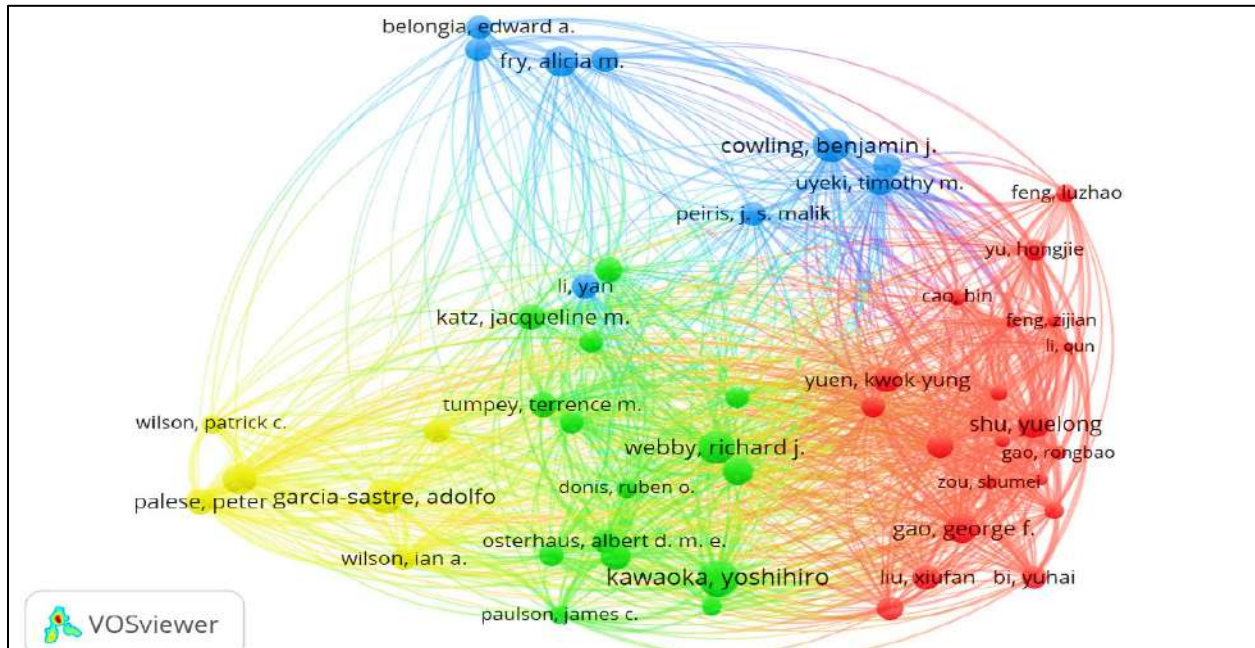 belongia, edward a.
fry, alicia m.
cowling, benjamin j.
uyeki, timothy m.
feng, luzhao
peiris, j. s. malik
yu, hongjie
li, yan
cao, bin
katz, jacqueline m.
feng, zijian
li, qun
yuen, kwok-yung
tumpey, terrence m.
wilson, patrick c.
shu, yuelong
webby, richard j.
gao, rongbao
donis, ruben o.
zou, shumei
palese, peter
garcia-sastre, adolfo
gao, george f.
osterhaus, albert d. m. e.
wilson, ian a.
kawaoka, yoshihiro
liu, xiufan
bi, yuhai
paulson, james c.
VOSviewer